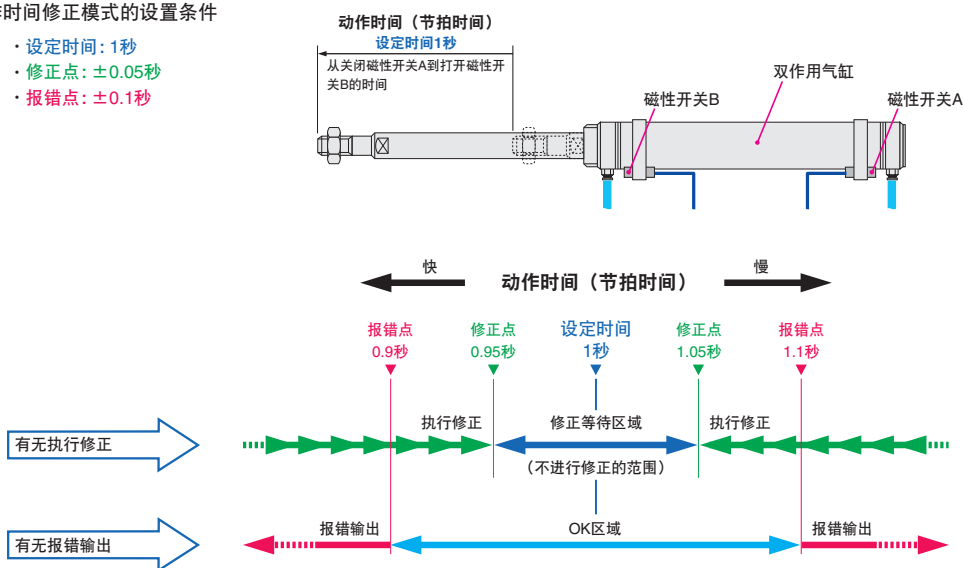 作时间修正模式的设置条件
・设定时间: 1秒
・修正点: ±0.05秒
・报错点: ±0.1秒
动作时间（节拍时间）
设定时间1秒
从关闭磁性开关A到打开磁性开
关B的时间
双作用气缸
磁性开关B
磁性开关A
快
动作时间（节拍时间）
慢
报错点
0.9秒
修正点
0.95秒
设定时间
1秒
修正点
1.05秒
报错点
1.1秒
有无执行修正
执行修正
修正等待区域
执行修正
（不进行修正的范围）
有无报错输出
报错输出
OK区域
报错输出